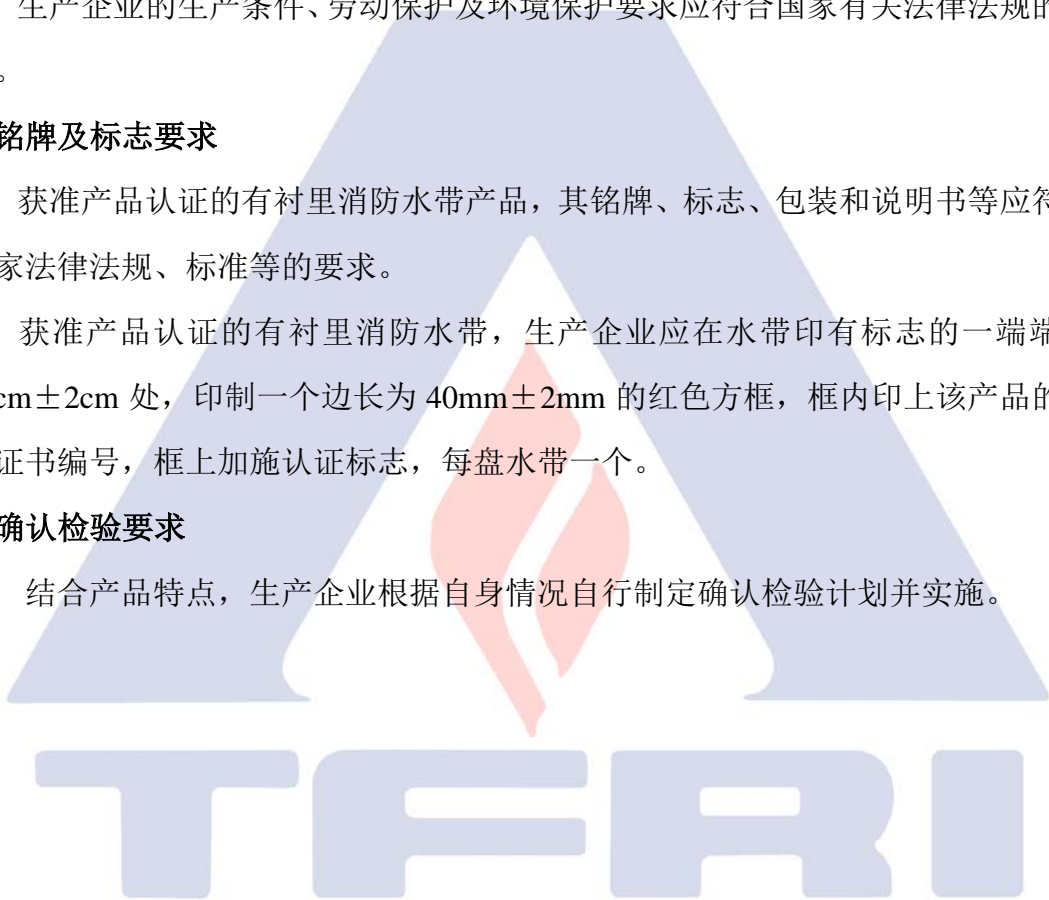 生产企业的生产条件、劳动保护及环境保护要求应符合国家有关法律法规的
。
铭牌及标志要求
获准产品认证的有衬里消防水带产品，其铭牌、标志、包装和说明书等应符
家法律法规、标准等的要求。
获准产品认证的有衬里消防水带，生产企业应在水带印有标志的一端端
cm±2cm 处，印制一个边长为 40mm±2mm 的红色方框，框内印上该产品的
证书编号，框上加施认证标志，每盘水带一个。
确认检验要求
结合产品特点，生产企业根据自身情况自行制定确认检验计划并实施。
TFRI